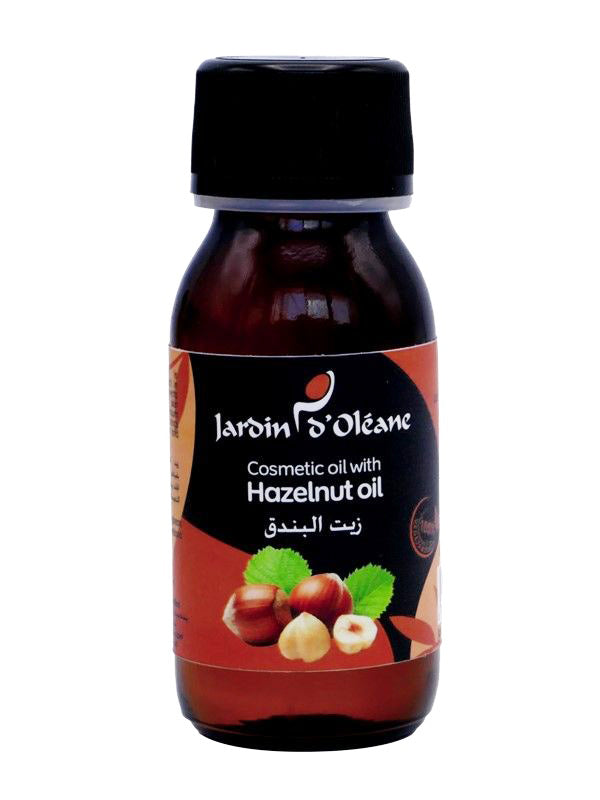 Jardin d'Oléane
Cosmetic oil with
Hazelnut oil
زيت البندق